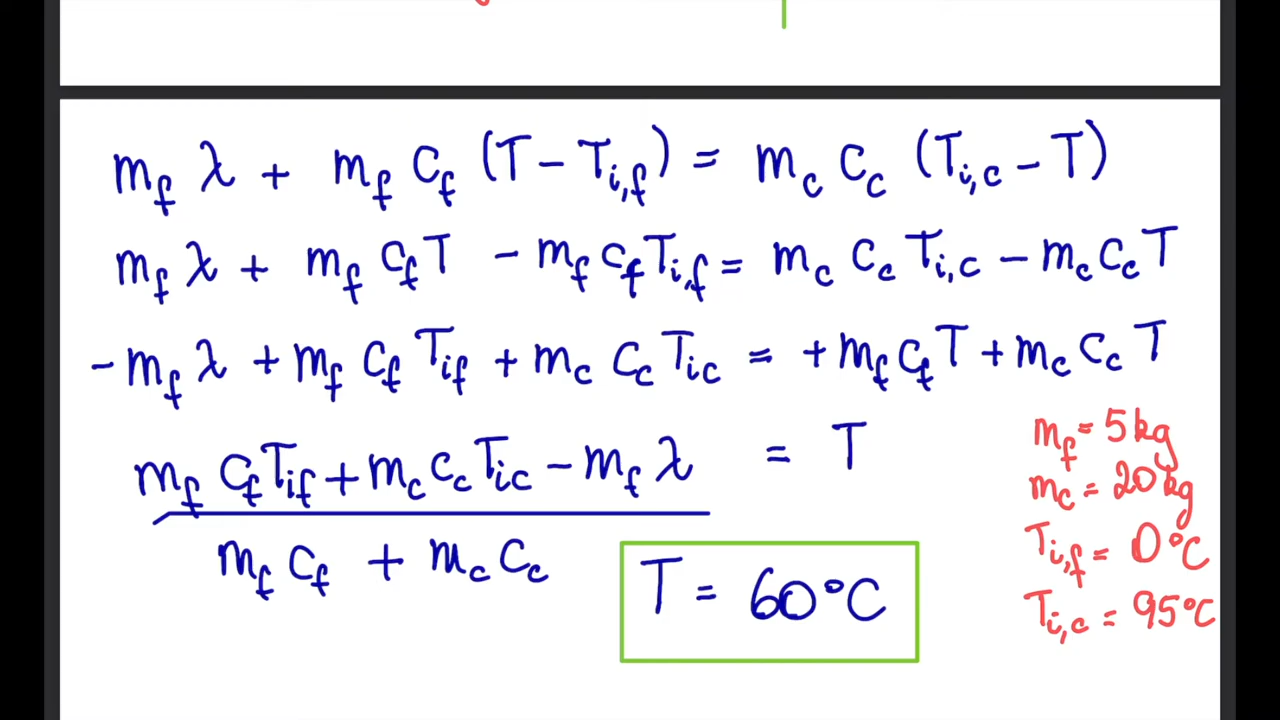 m_f λ + m_f C_f (T - T_i,f) = m_c C_c (T_i,c - T)
m_f λ + m_f C_f T - m_f C_f T_i,f = m_c C_c T_i,c - m_c C_c T
- m_f λ + m_f C_f T_if + m_c C_c T_ic = + m_f C_f T + m_c C_c T
m_f C_f T_if + m_c C_c T_ic - m_f λ = T
m_f C_f + m_c C_c
T = 60°C
m_f = 5 kg
m_c = 20 kg
T_i,f = 0°C
T_i,c = 95°C